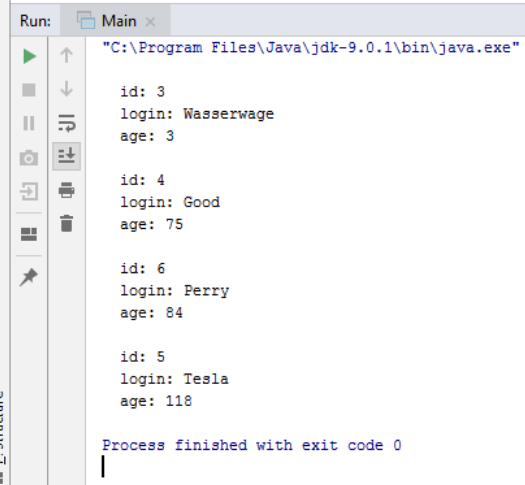 Run: Main
"C:\Program Files\Java\jdk-9.0.1\bin\java.exe"
id: 3
login: Wasserwage
age: 3
id: 4
login: Good
age: 75
id: 6
login: Perry
age: 84
id: 5
login: Tesla
age: 118
Process finished with exit code 0